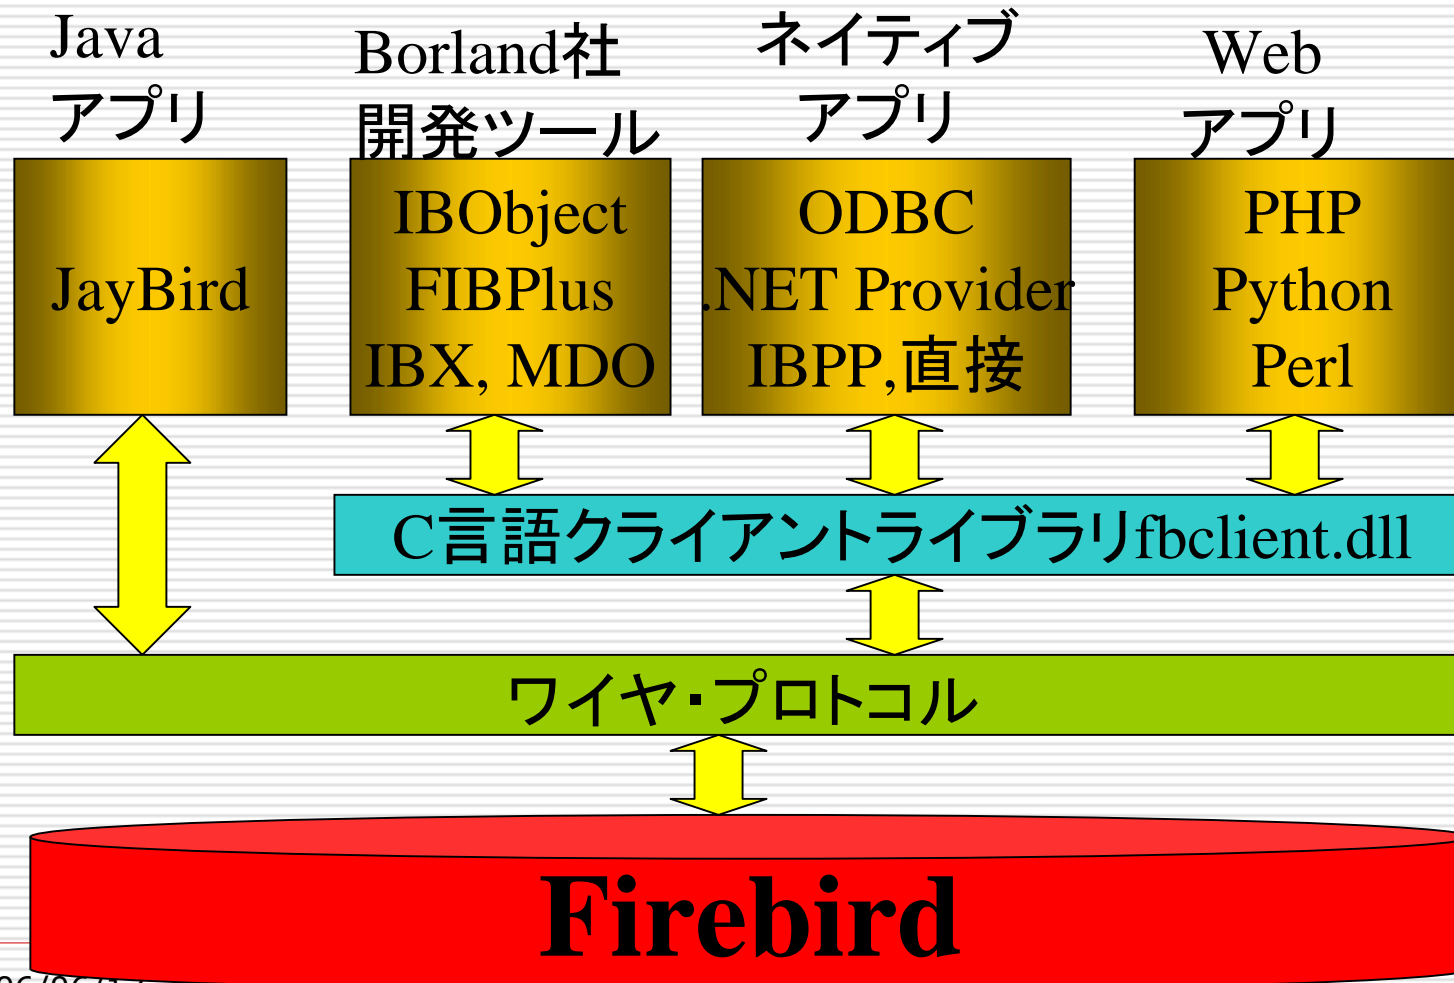 Java
アプリ
Borland社
開発ツール
ネイティブ
アプリ
Web
アプリ
JayBird
IBObject
FIBPlus
IBX, MDO
ODBC
.NET Provider
IBPP,直接
PHP
Python
Perl
C言語クライアントライブラリfbclient.dll
ワイヤ・プロトコル
Firebird